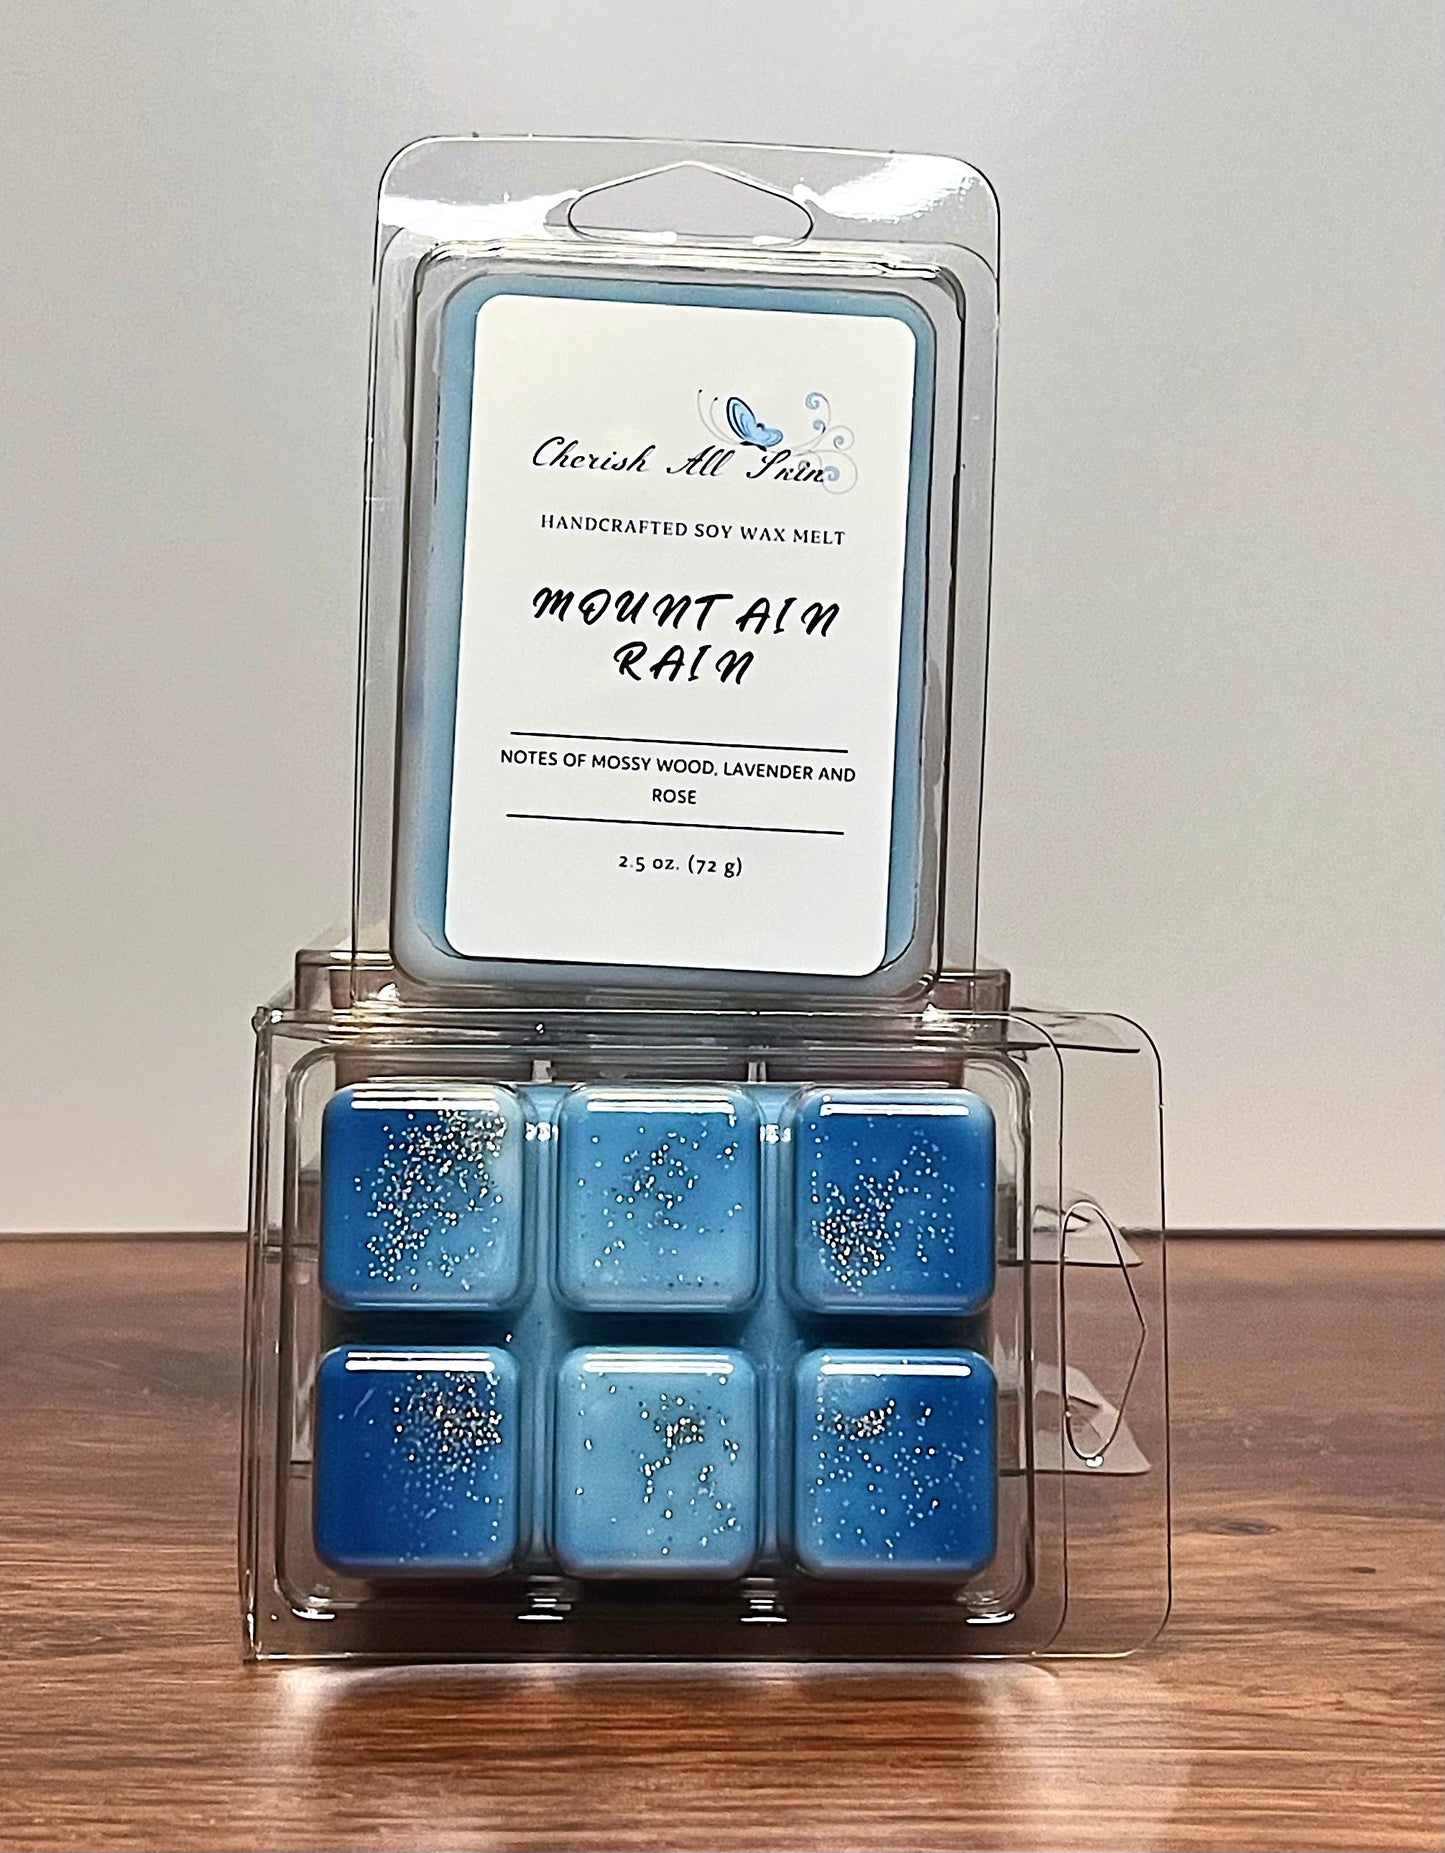 Cherish All Skin
HANDCRAFTED SOY WAX MELT
MOUNTAIN
RAIN
NOTES OF MOSSY WOOD, LAVENDER AND
ROSE
2.5 oz. (72 g)